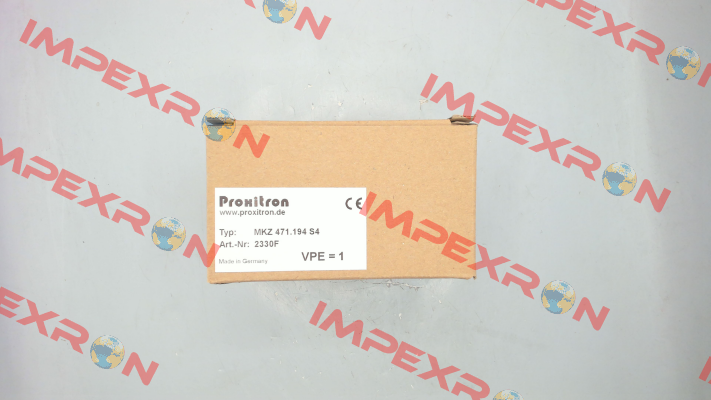 IMPEXRON
IMPEXRON
IMPEXRON
IMPEXRON
Proxitron
www.proxitron.de
CE
Typ: MKZ 471.194 S4
Art.-Nr: 2330F
Made in Germany
VPE = 1
IMPEXRON
IMPEXRON
IMPEXRON
IMPEXRON